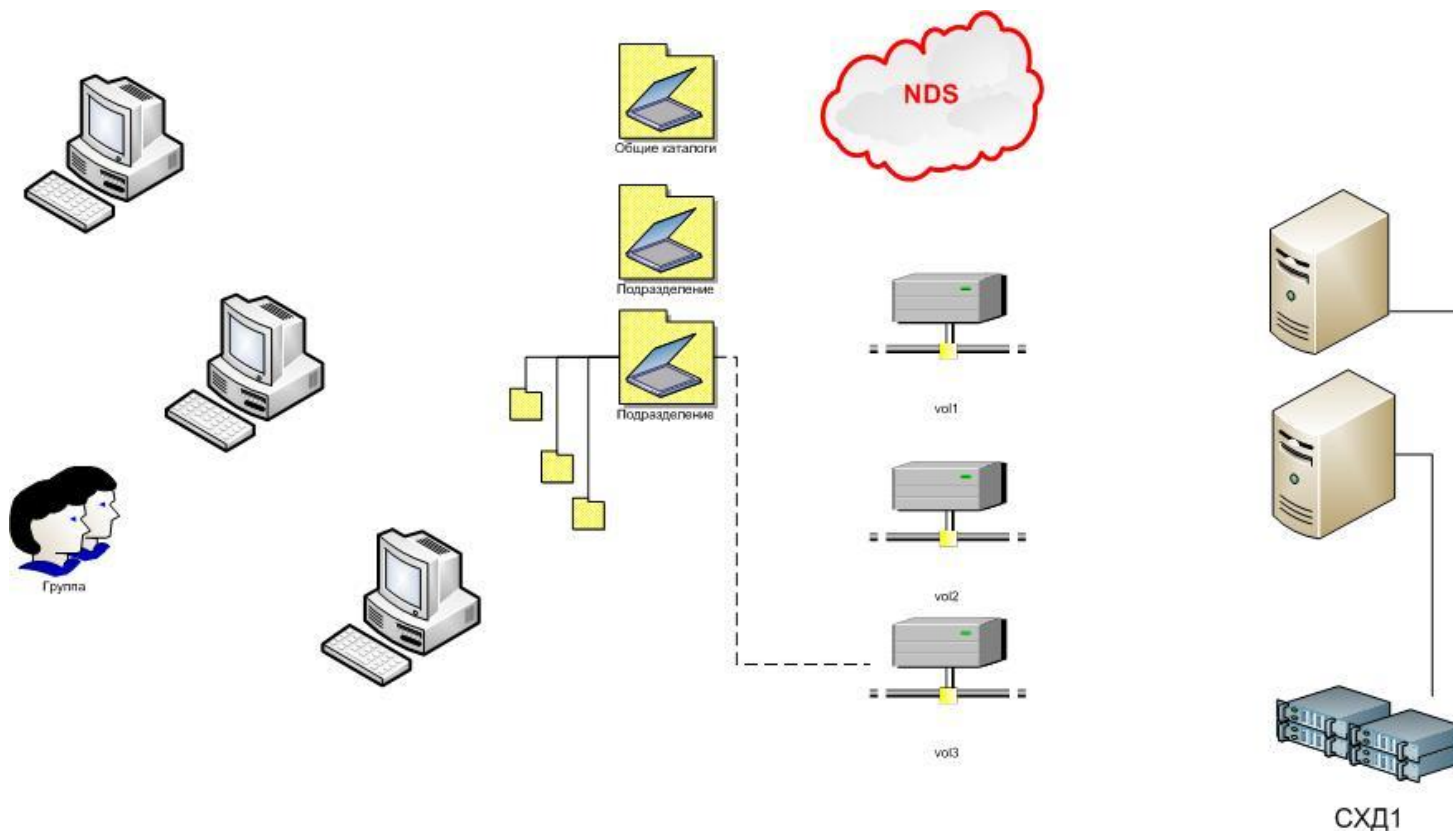 NDS
Общие каталоги
Подразделение
Подразделение
vol1
vol2
Группа
vol3
СХД1